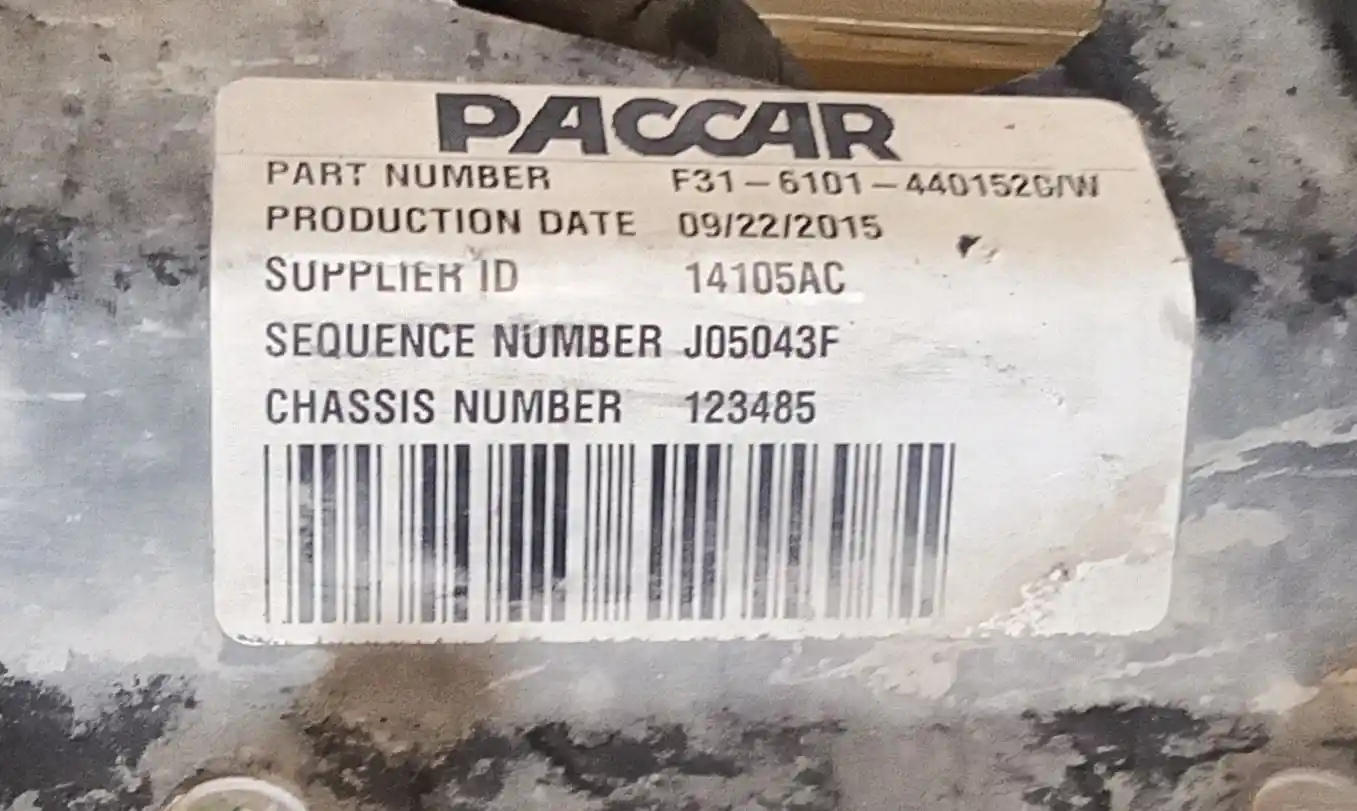 PACCAR
PART NUMBER F31-6101-440152G/W
PRODUCTION DATE 09/22/2015
SUPPLIER ID 14105AC
SEQUENCE NUMBER J05043F
CHASSIS NUMBER 123485